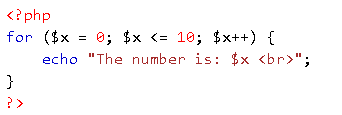 <?php
for ($x = 0; $x <= 10; $x++) {
    echo "The number is: $x <br>";
}
?>